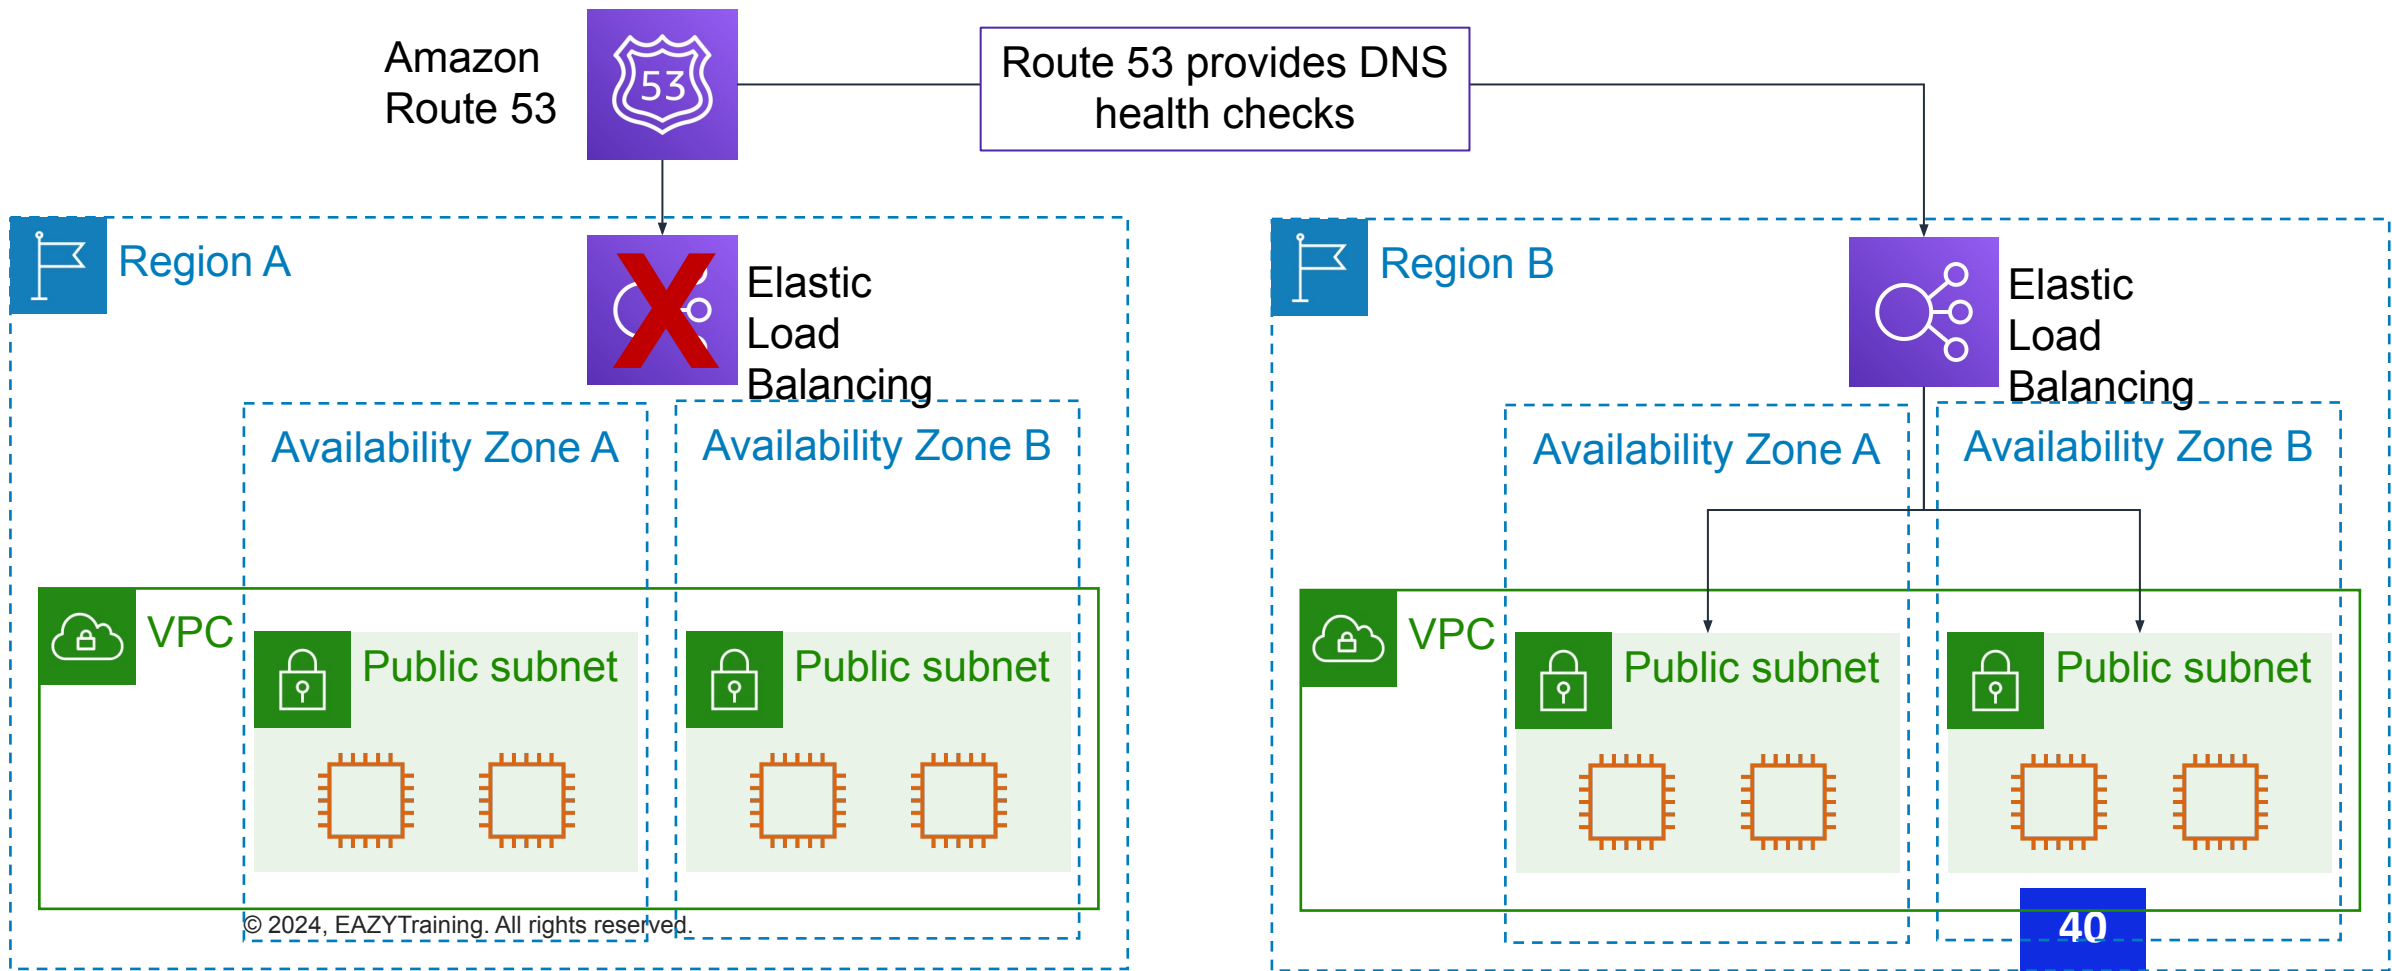 Amazon
Route 53
53
Route 53 provides DNS
health checks
Region A
Elastic
Load
Balancing
Availability Zone A
Availability Zone B
VPC
Public subnet
Public subnet
X
Region B
Elastic
Load
Balancing
Availability Zone A
Availability Zone B
VPC
Public subnet
Public subnet
© 2024, EAZYTraining. All rights reserved.
40